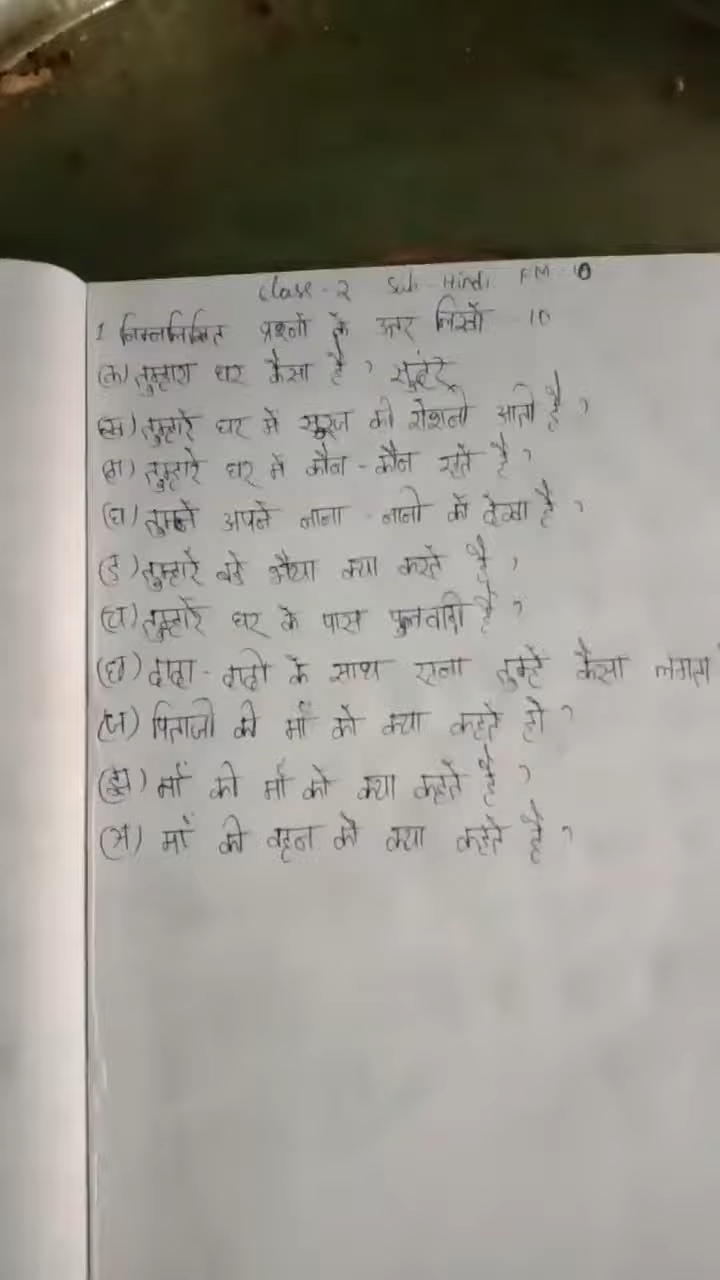 Class - 2 Sub Hindi FM 10
1 निम्नलिखित प्रश्नों के उत्तर लिखों 10
(क) तुम्हारा घर कैसा है ? सुंदर
(ख) तुम्हारे घर में सूरज की रोशनी आती है ?
(ग) तुम्हारे घर में कौन - कौन रहते है ?
(घ) तुमने अपने नाना - नानी को देखा है ?
(ङ) तुम्हारे बड़े भैया क्या करते है ?
(च) तुम्हारे घर के पास फुलवारी है ?
(छ) दादा - दादी के साथ रहना तुम्हें कैसा लगता
(ज) पिताजी की माँ को क्या कहते हो ?
(झ) माँ की माँ को क्या कहते है ?
(ञ) माँ की बहन को क्या कहते है ?